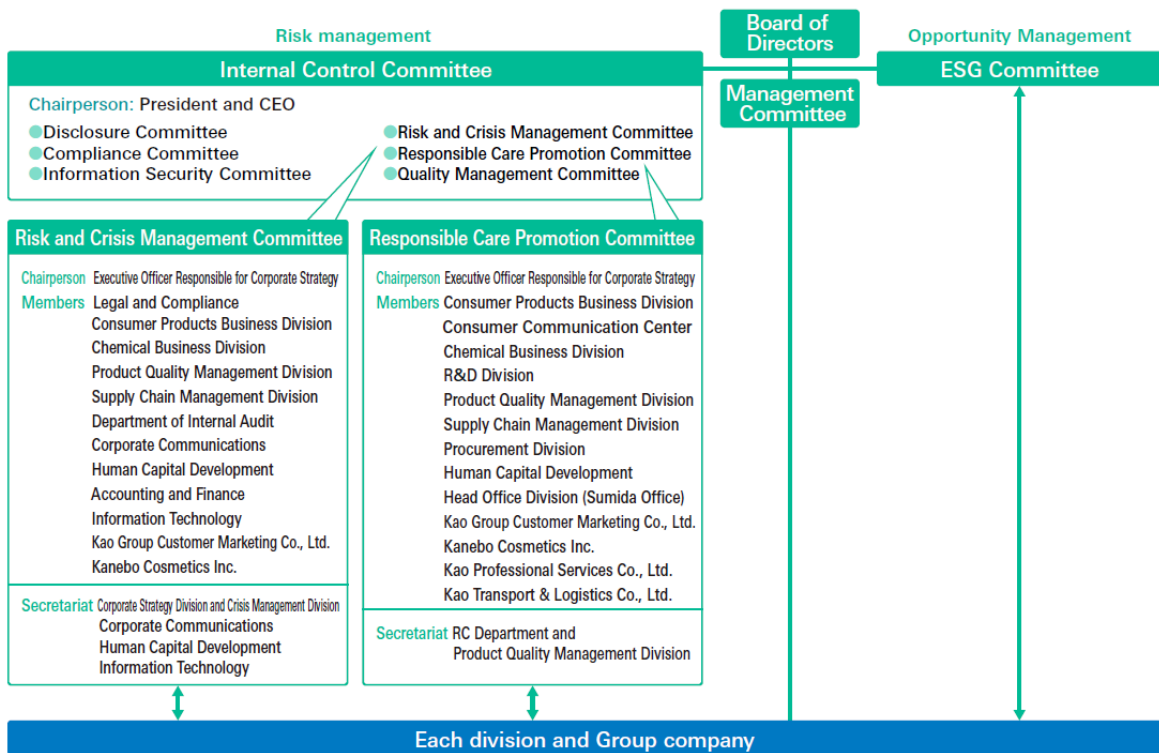 Risk management
Board of
Directors
Opportunity Management
Internal Control Committee
ESG Committee
Management
Committee
Chairperson: President and CEO
●Disclosure Committee
●Compliance Committee
●Information Security Committee
●Risk and Crisis Management Committee
●Responsible Care Promotion Committee
●Quality Management Committee
Risk and Crisis Management Committee
Chairperson Executive Officer Responsible for Corporate Strategy
Members Legal and Compliance
Consumer Products Business Division
Chemical Business Division
Product Quality Management Division
Supply Chain Management Division
Department of Internal Audit
Corporate Communications
Human Capital Development
Accounting and Finance
Information Technology
Kao Group Customer Marketing Co., Ltd.
Kanebo Cosmetics Inc.
Secretariat Corporate Strategy Division and Crisis Management Division
Corporate Communications
Human Capital Development
Information Technology
Responsible Care Promotion Committee
Chairperson Executive Officer Responsible for Corporate Strategy
Members Consumer Products Business Division
Consumer Communication Center
Chemical Business Division
R&D Division
Product Quality Management Division
Supply Chain Management Division
Procurement Division
Human Capital Development
Head Office Division (Sumida Office)
Kao Group Customer Marketing Co., Ltd.
Kanebo Cosmetics Inc.
Kao Professional Services Co., Ltd.
Kao Transport & Logistics Co., Ltd.
Secretariat RC Department and
Product Quality Management Division
Each division and Group company